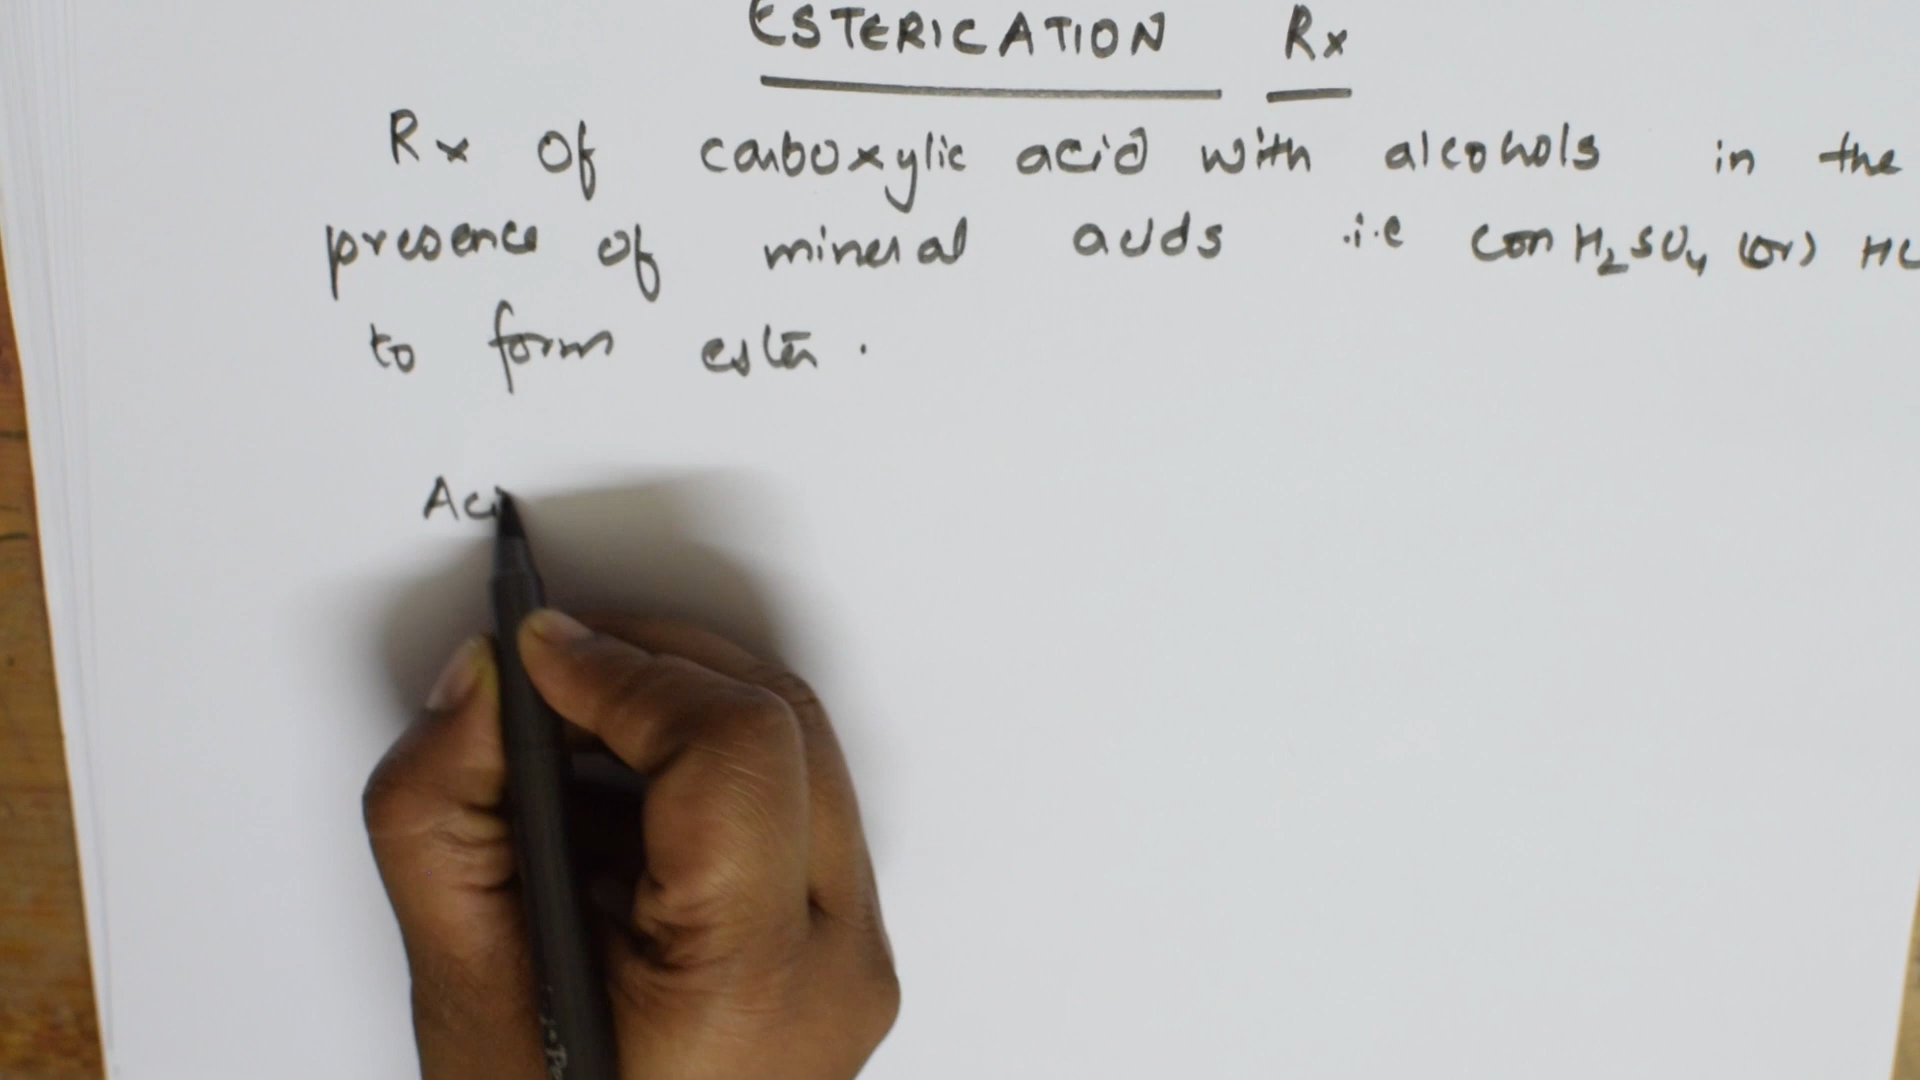 ESTERICATION Rx
Rx Of carboxylic acid with alcohols in the
presence of mineral acids i.e con H₂SO₄ (or) HC
to form ester.
Aci